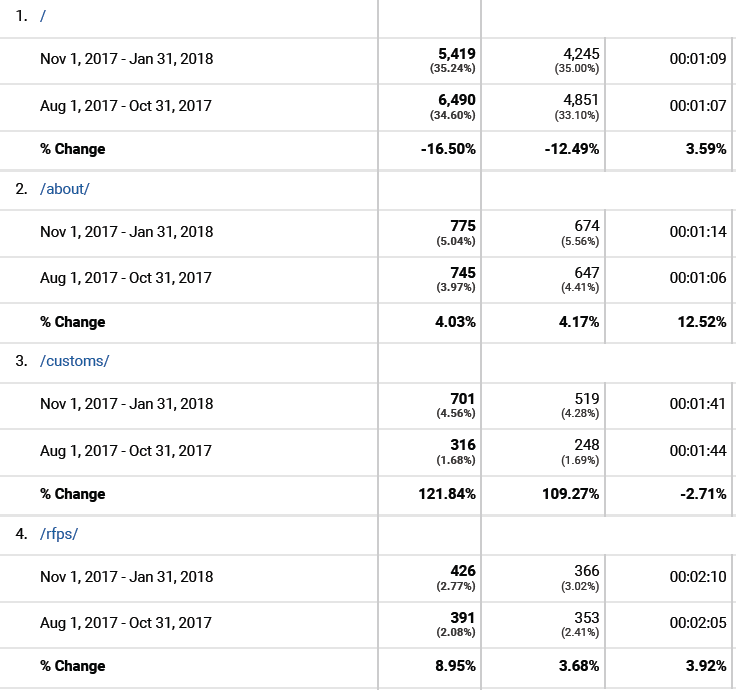 1. /
Nov 1, 2017 - Jan 31, 2018 5,419 (35.24%) 4,245 (35.00%) 00:01:09
Aug 1, 2017 - Oct 31, 2017 6,490 (34.60%) 4,851 (33.10%) 00:01:07
% Change -16.50% -12.49% 3.59%
2. /about/
Nov 1, 2017 - Jan 31, 2018 775 (5.04%) 674 (5.56%) 00:01:14
Aug 1, 2017 - Oct 31, 2017 745 (3.97%) 647 (4.41%) 00:01:06
% Change 4.03% 4.17% 12.52%
3. /customs/
Nov 1, 2017 - Jan 31, 2018 701 (4.56%) 519 (4.28%) 00:01:41
Aug 1, 2017 - Oct 31, 2017 316 (1.68%) 248 (1.69%) 00:01:44
% Change 121.84% 109.27% -2.71%
4. /rfps/
Nov 1, 2017 - Jan 31, 2018 426 (2.77%) 366 (3.02%) 00:02:10
Aug 1, 2017 - Oct 31, 2017 391 (2.08%) 353 (2.41%) 00:02:05
% Change 8.95% 3.68% 3.92%